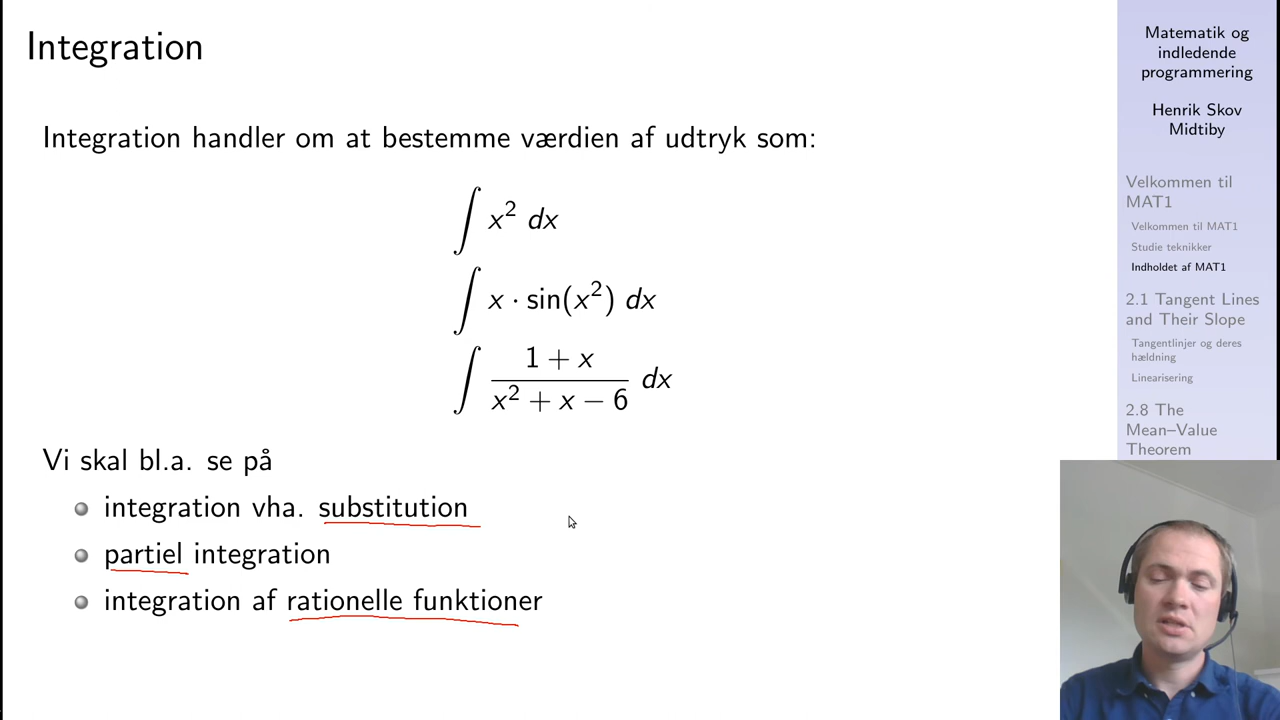 Integration
Integration handler om at bestemme værdien af udtryk som:
∫ x² dx
∫ x · sin(x²) dx
∫ (1 + x)/(x² + x − 6) dx
Vi skal bl.a. se på
integration vha. substitution
partiel integration
integration af rationelle funktioner
Matematik og
indledende
programmering
Henrik Skov
Midtiby
Velkommen til
MAT1
Velkommen til MAT1
Studie teknikker
Indholdet af MAT1
2.1 Tangent Lines
and Their Slope
Tangentlinjer og deres
hældning
Linearisering
2.8 The
Mean–Value
Theorem